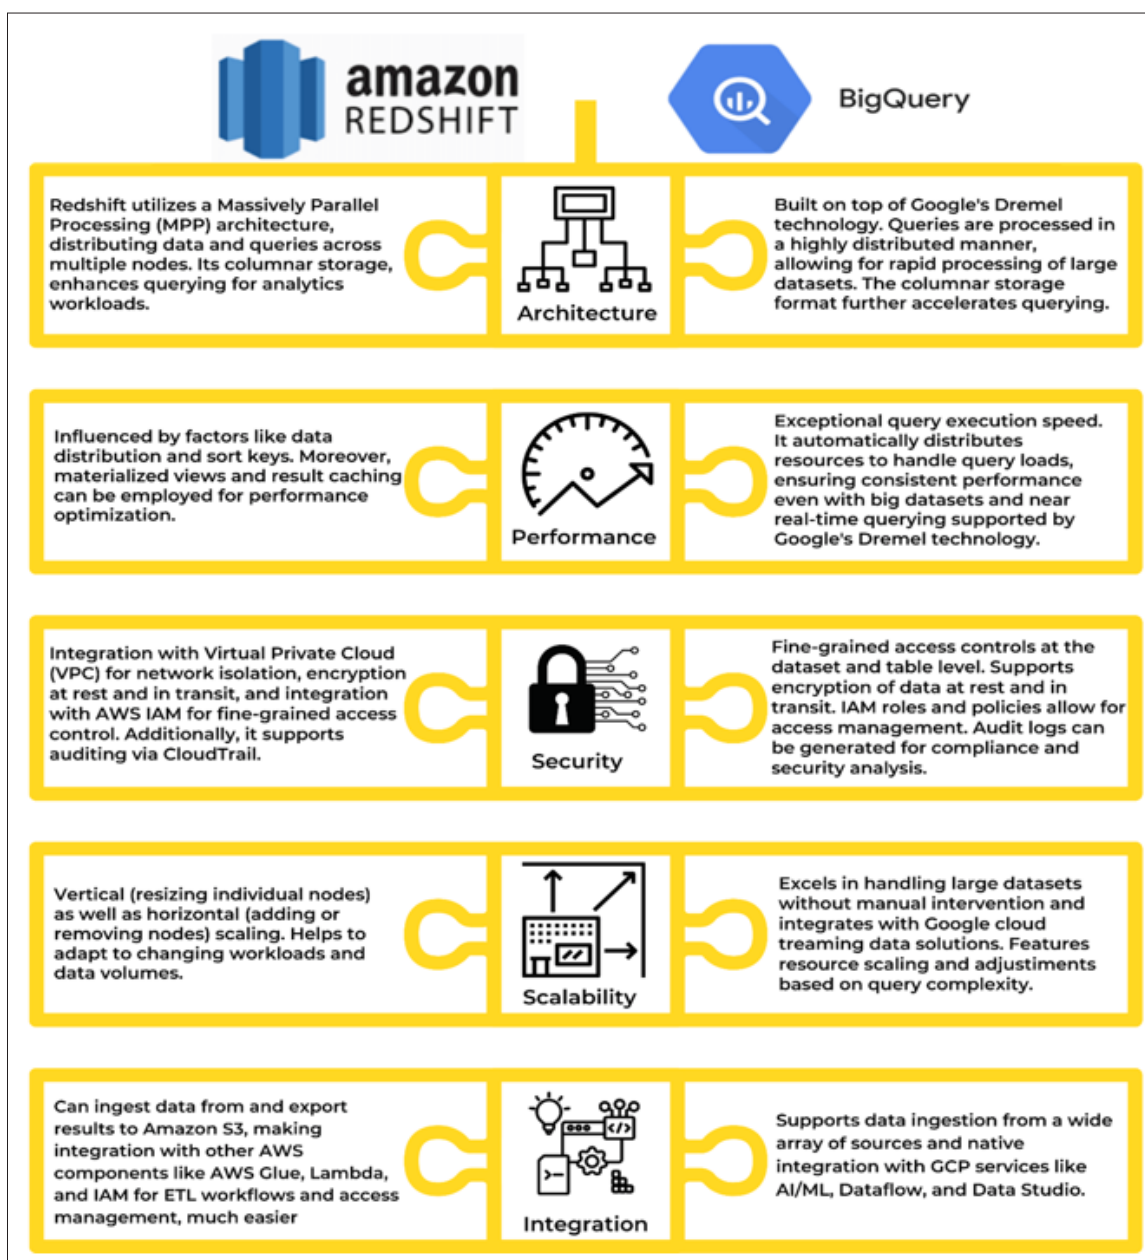 amazon
REDSHIFT
BigQuery
Redshift utilizes a Massively Parallel
Processing (MPP) architecture,
distributing data and queries across
multiple nodes. Its columnar storage,
enhances querying for analytics
workloads.
Architecture
Built on top of Google's Dremel
technology. Queries are processed in
a highly distributed manner,
allowing for rapid processing of large
datasets. The columnar storage
format further accelerates querying.
Influenced by factors like data
distribution and sort keys. Moreover,
materialized views and result caching
can be employed for performance
optimization.
Performance
Exceptional query execution speed.
It automatically distributes
resources to handle query loads,
ensuring consistent performance
even with big datasets and near
real-time querying supported by
Google's Dremel technology.
Integration with Virtual Private Cloud
(VPC) for network isolation, encryption
at rest and in transit, and integration
with AWS IAM for fine-grained access
control. Additionally, it supports
auditing via CloudTrail.
Security
Fine-grained access controls at the
dataset and table level. Supports
encryption of data at rest and in
transit. IAM roles and policies allow for
access management. Audit logs can
be generated for compliance and
security analysis.
Vertical (resizing individual nodes)
as well as horizontal (adding or
removing nodes) scaling. Helps to
adapt to changing workloads and
data volumes.
Scalability
Excels in handling large datasets
without manual intervention and
integrates with Google cloud
treaming data solutions. Features
resource scaling and adjustiments
based on query complexity.
Can ingest data from and export
results to Amazon S3, making
integration with other AWS
components like AWS Glue, Lambda,
and IAM for ETL workflows and access
management, much easier
</>
>-
Integration
Supports data ingestion from a wide
array of sources and native
integration with GCP services like
AI/ML, Dataflow, and Data Studio.